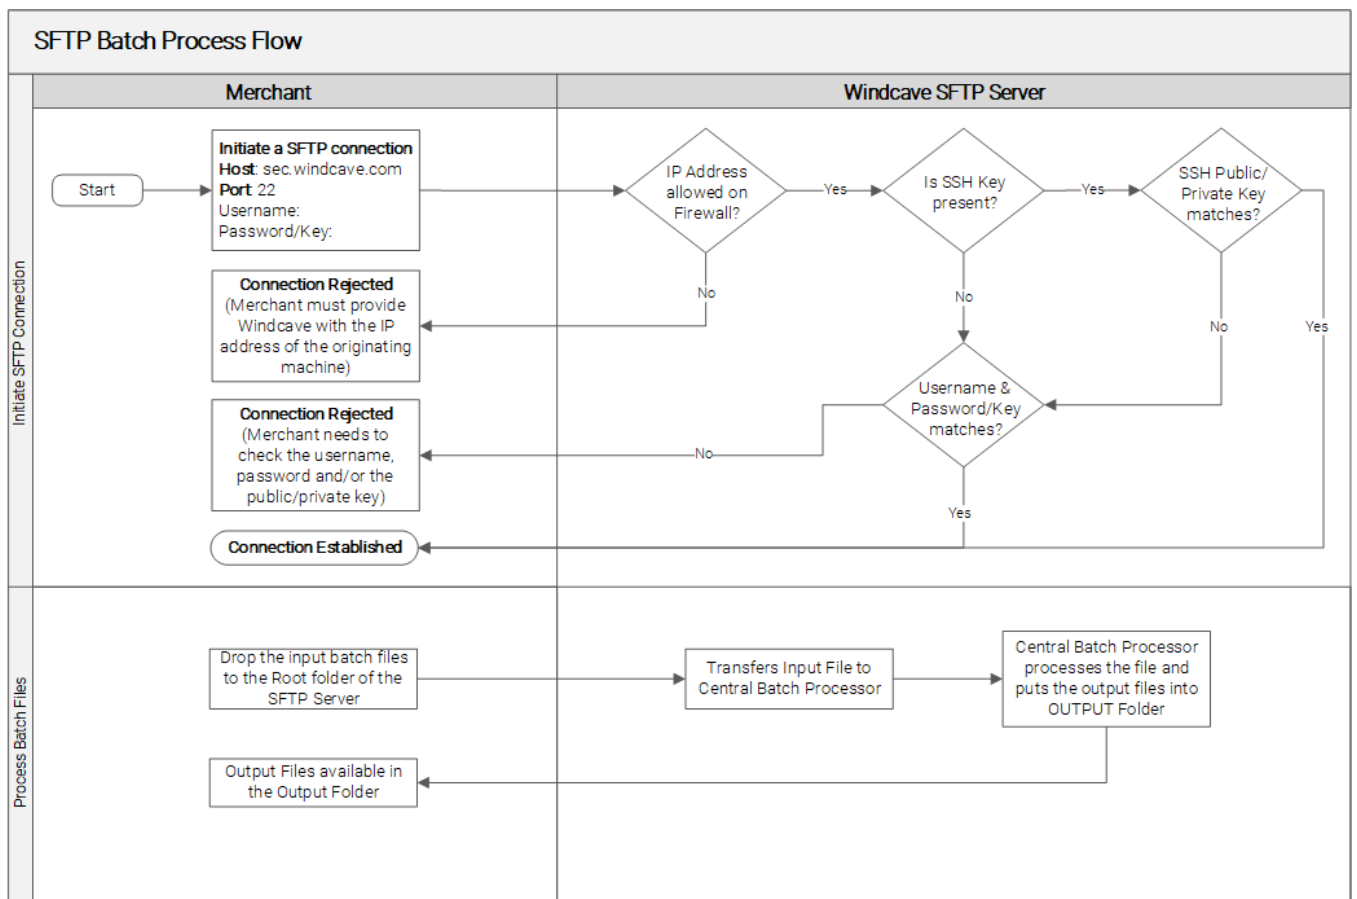 SFTP Batch Process Flow
Merchant
Windcave SFTP Server
Initiate SFTP Connection
Start
Initiate a SFTP connection
Host: sec.windcave.com
Port: 22
Username:
Password/Key:
IP Address
allowed on
Firewall?
Yes
Is SSH Key
present?
Yes
SSH Public/
Private Key
matches?
No
No
No
Yes
Connection Rejected
(Merchant must provide
Windcave with the IP
address of the originating
machine)
Username &
Password/Key
matches?
Connection Rejected
(Merchant needs to
check the username,
password and/or the
public/private key)
No
Yes
Connection Established
Process Batch Files
Drop the input batch files
to the Root folder of the
SFTP Server
Transfers Input File to
Central Batch Processor
Central Batch Processor
processes the file and
puts the output files into
OUTPUT Folder
Output Files available in
the Output Folder